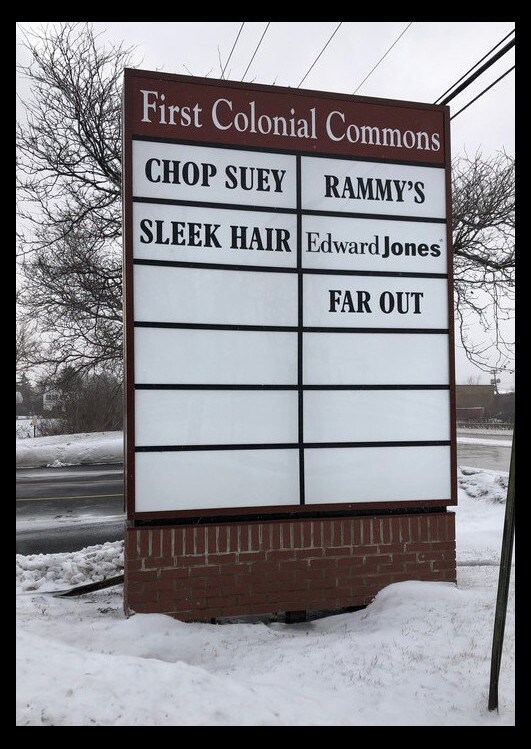 First Colonial Commons
CHOP SUEY
RAMMY'S
SLEEK HAIR
Edward Jones
FAR OUT